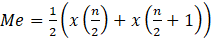 Me = 1/2 (x(n/2) + x(n/2 + 1))